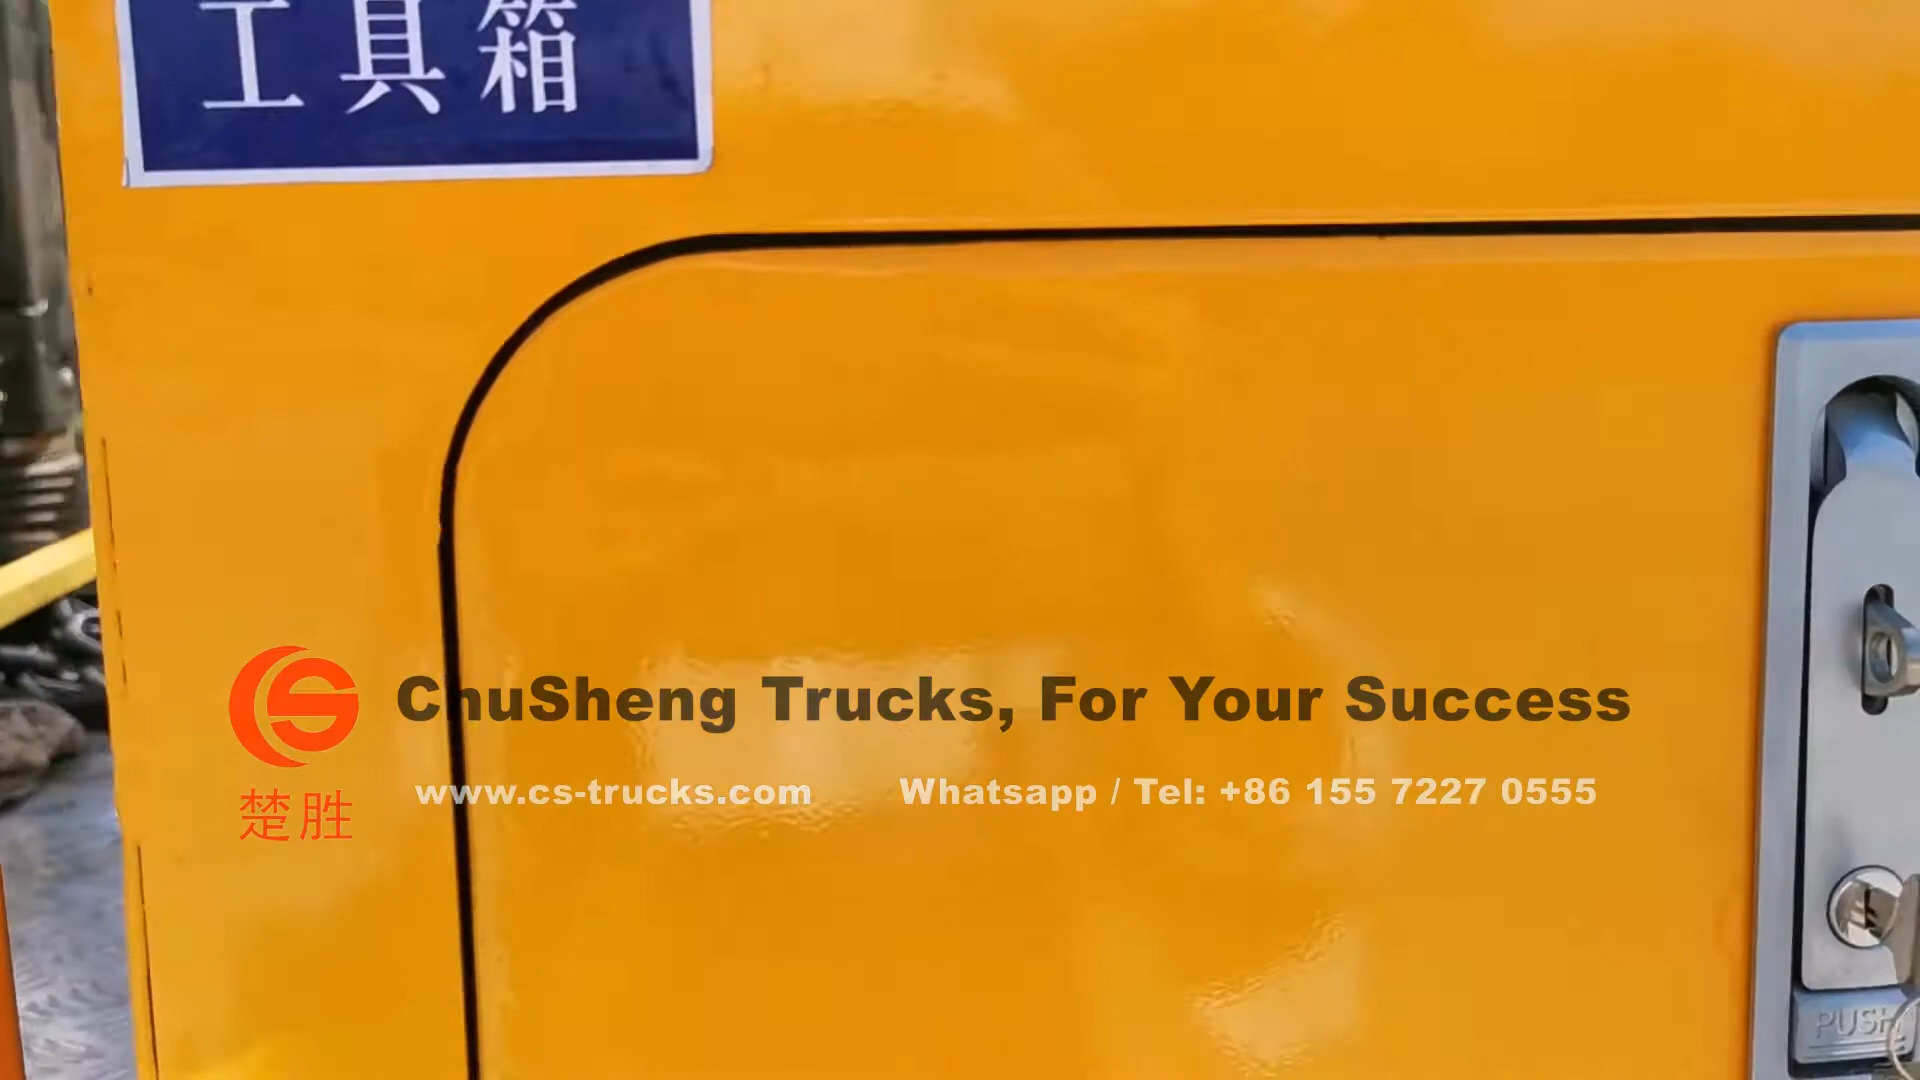 工具箱
ChuSheng Trucks, For Your Success
www.cs-trucks.com Whatsapp / Tel: +86 155 7227 0555
楚胜
PUSH